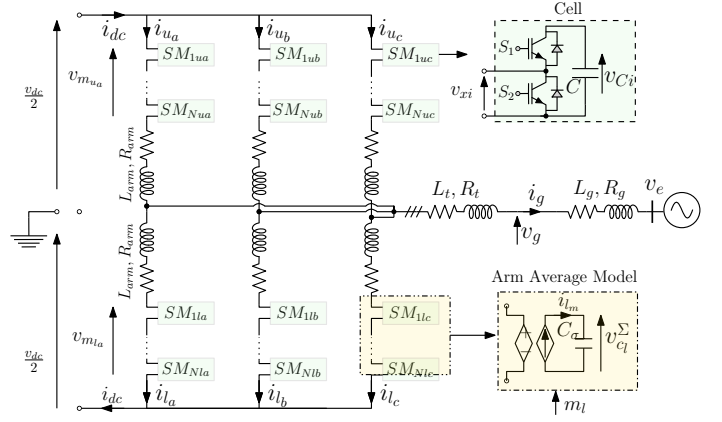 Cell
i_dc
i_ua i_ub i_uc
SM_1ua SM_1ub SM_1uc
S_1
S_2
C
v_Ci
v_xi
v_dc/2
v_mua
SM_Nua SM_Nub SM_Nuc
L_arm, R_arm
L_t, R_t
i_g
L_g, R_g
v_e
v_g
L_arm, R_arm
Arm Average Model
SM_1la SM_1lb SM_1lc
i_lm
C_σ
v_cl^Σ
v_dc/2
v_mla
SM_Nla SM_Nlb SM_Nlc
i_dc
i_la i_lb i_lc
m_l